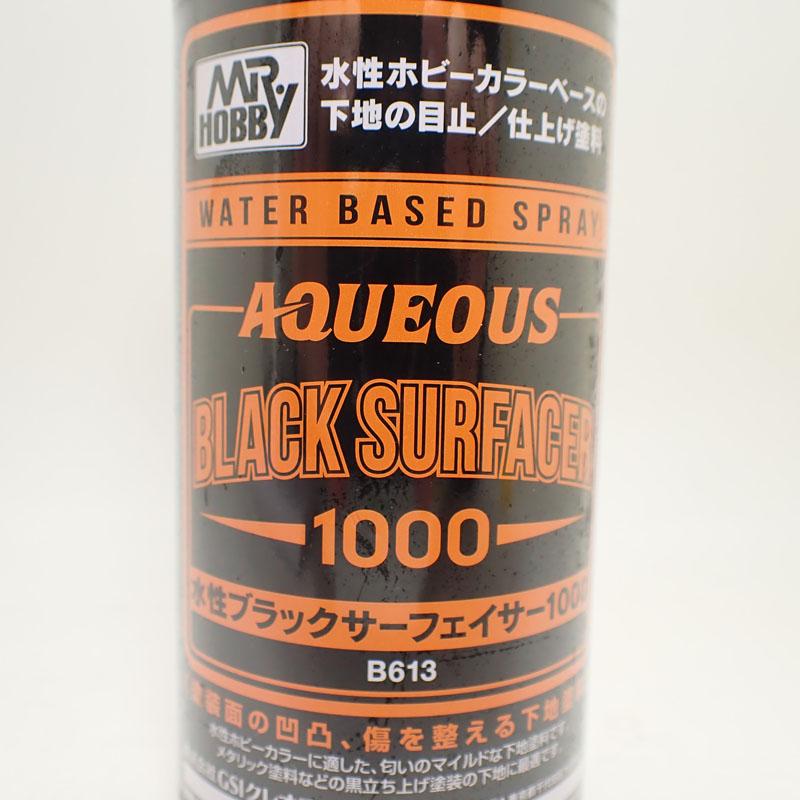 MR.
HOBBY
水性ホビーカラーベースの
下地の目止／仕上げ塗料
WATER BASED SPRAY
AQUEOUS
BLACK SURFACER
1000
水性ブラックサーフェイサー1000
B613
塗装面の凹凸、傷を整える下地塗
水性ホビーカラーに適した、匂いのマイルドな下地塗料です。
メタリック塗料などの黒立ち上げ塗装の下地に最適です。
GSIクレオ